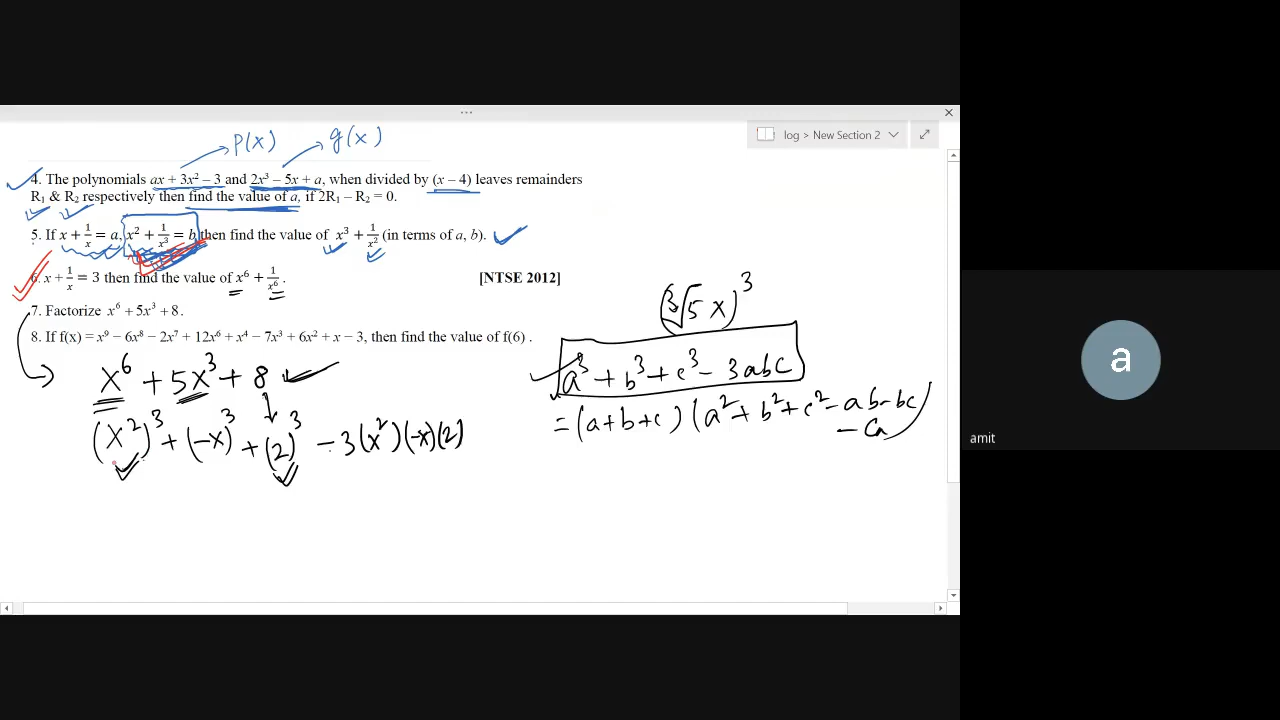 p(x) g(x)
log > New Section 2
4. The polynomials ax + 3x² – 3 and 2x³ – 5x + a, when divided by (x – 4) leaves remainders
R₁ & R₂ respectively then find the value of a, if 2R₁ – R₂ = 0.
5. If x + 1/x = a, x² + 1/x³ = b then find the value of x³ + 1/x² (in terms of a, b).
6. x + 1/x = 3 then find the value of x⁶ + 1/x⁶. [NTSE 2012]
7. Factorize x⁶ + 5x³ + 8.
8. If f(x) = x⁹ – 6x⁸ – 2x⁷ + 12x⁶ + x⁴ – 7x³ + 6x² + x – 3, then find the value of f(6) .
(∛5 x)³
x⁶ + 5x³ + 8
a³ + b³ + c³ - 3abc
= (a+b+c) (a² + b² + c² - ab - bc
- ca)
(x²)³ + (-x)³ + (2)³ - 3(x²)(-x)(2)
a
amit